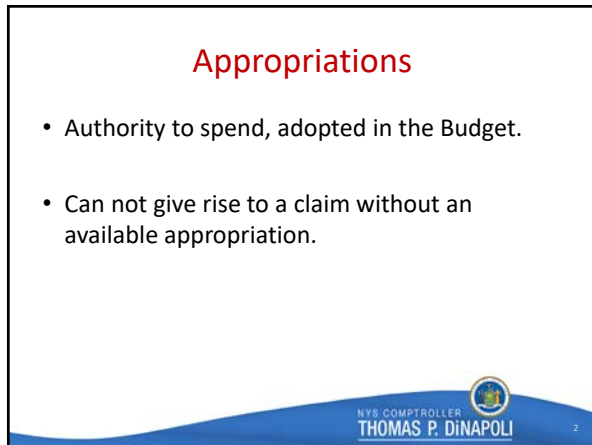 Appropriations
• Authority to spend, adopted in the Budget.
• Can not give rise to a claim without an
available appropriation.
NYS COMPTROLLER
THOMAS P. DiNAPOLI
2